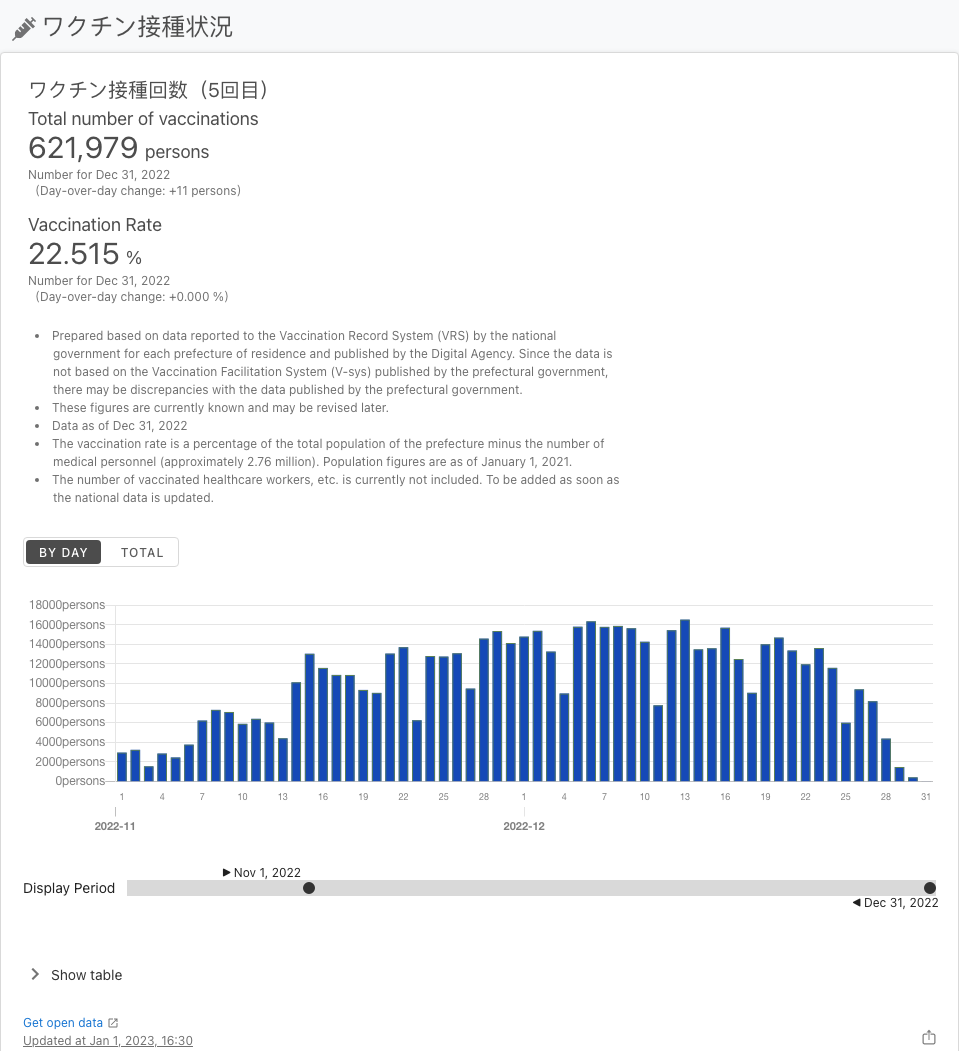 ワクチン接種状況
ワクチン接種回数（5回目）
Total number of vaccinations
621,979 persons
Number for Dec 31, 2022
(Day-over-day change: +11 persons)
Vaccination Rate
22.515 %
Number for Dec 31, 2022
(Day-over-day change: +0.000 %)
• Prepared based on data reported to the Vaccination Record System (VRS) by the national
government for each prefecture of residence and published by the Digital Agency. Since the data is
not based on the Vaccination Facilitation System (V-sys) published by the prefectural government,
there may be discrepancies with the data published by the prefectural government.
• These figures are currently known and may be revised later.
• Data as of Dec 31, 2022
• The vaccination rate is a percentage of the total population of the prefecture minus the number of
medical personnel (approximately 2.76 million). Population figures are as of January 1, 2021.
• The number of vaccinated healthcare workers, etc. is currently not included. To be added as soon as
the national data is updated.
BY DAY TOTAL
18000persons
16000persons
14000persons
12000persons
10000persons
8000persons
6000persons
4000persons
2000persons
0persons
1 4 7 10 13 16 19 22 25 28 1 4 7 10 13 16 19 22 25 28 31
2022-11 2022-12
Nov 1, 2022
Display Period
Dec 31, 2022
Show table
Get open data
Updated at Jan 1, 2023, 16:30